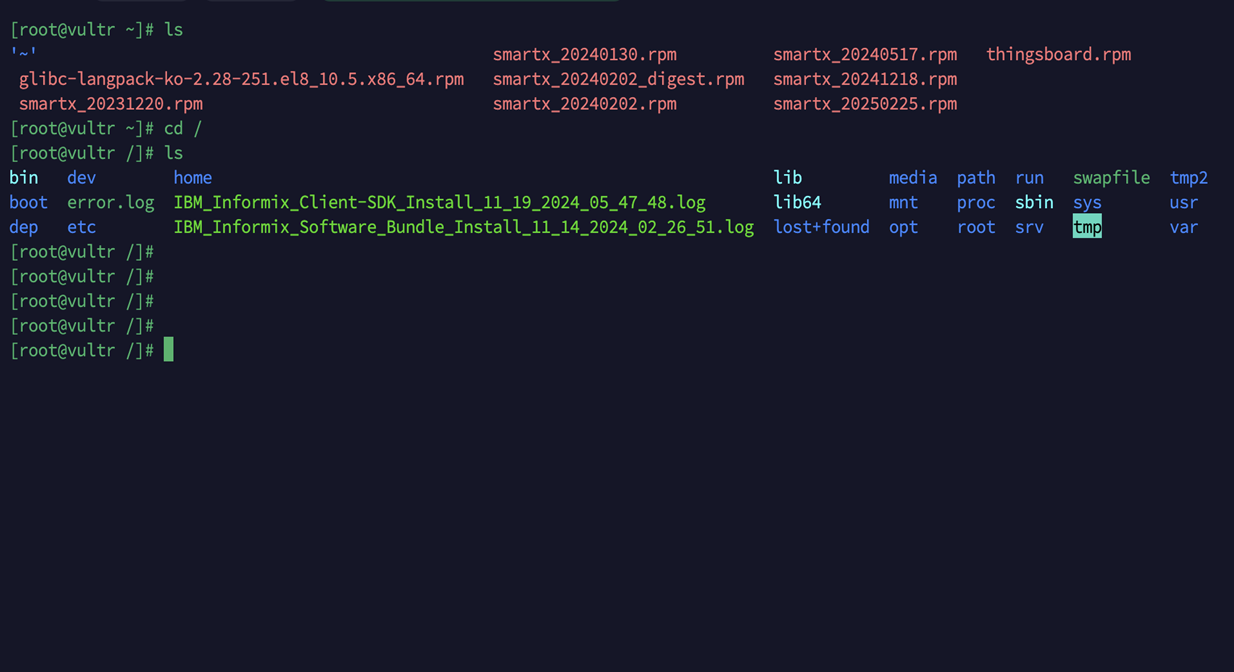 [root@vultr ~]# ls
'~' smartx_20240130.rpm smartx_20240517.rpm thingsboard.rpm
glibc-langpack-ko-2.28-251.el8_10.5.x86_64.rpm smartx_20240202_digest.rpm smartx_20241218.rpm
smartx_20231220.rpm smartx_20240202.rpm smartx_20250225.rpm
[root@vultr ~]# cd /
[root@vultr /]# ls
bin dev home lib media path run swapfile tmp2
boot error.log IBM_Informix_Client-SDK_Install_11_19_2024_05_47_48.log lib64 mnt proc sbin sys usr
dep etc IBM_Informix_Software_Bundle_Install_11_14_2024_02_26_51.log lost+found opt root srv tmp var
[root@vultr /]#
[root@vultr /]#
[root@vultr /]#
[root@vultr /]#
[root@vultr /]#